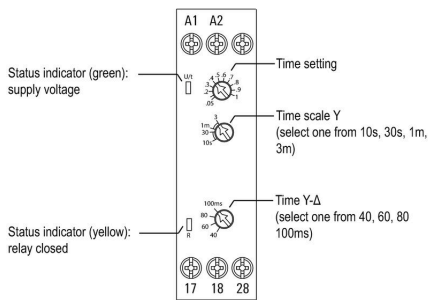 A1 A2
Status indicator (green):
supply voltage
U/t
.05 .2 .3 .4 .5 .6 .7 .8 .9 1
Time setting
3
1m
30
10s
Time scale Y
(select one from 10s, 30s, 1m,
3m)
100ms
80
60
40
Time Y-Δ
(select one from 40, 60, 80
100ms)
Status indicator (yellow):
relay closed
R
17 18 28